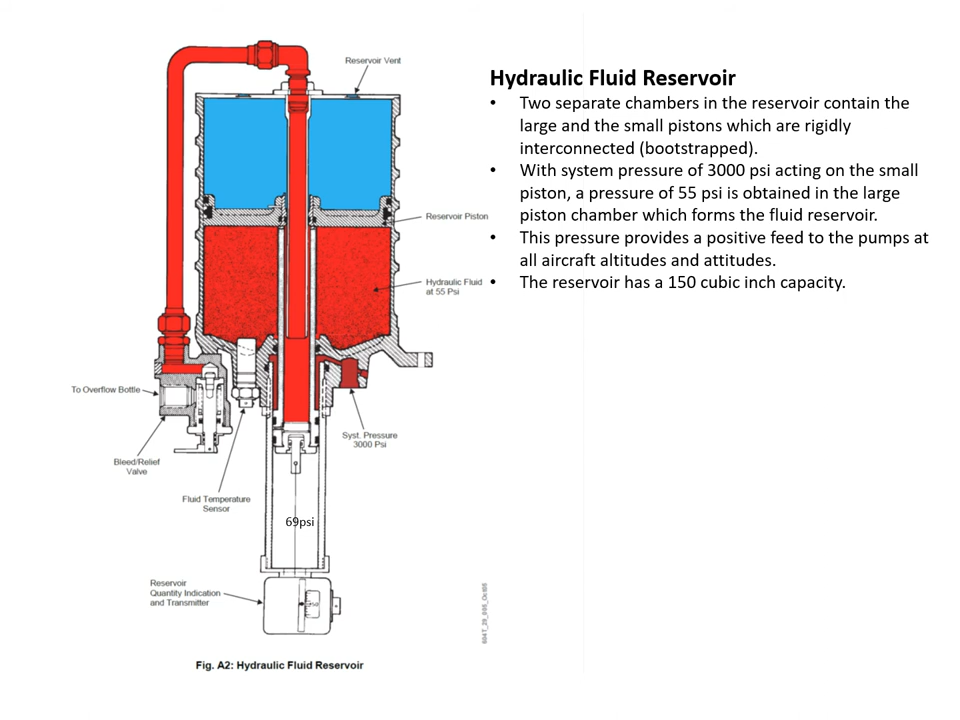 Reservoir Vent
Hydraulic Fluid Reservoir
• Two separate chambers in the reservoir contain the
large and the small pistons which are rigidly
interconnected (bootstrapped).
• With system pressure of 3000 psi acting on the small
piston, a pressure of 55 psi is obtained in the large
piston chamber which forms the fluid reservoir.
• This pressure provides a positive feed to the pumps at
all aircraft altitudes and attitudes.
• The reservoir has a 150 cubic inch capacity.
Reservoir Piston
Hydraulic Fluid
at 55 Psi
To Overflow Bottle
Syst. Pressure
3000 Psi
Bleed/Relief
Valve
Fluid Temperature
Sensor
69psi
Reservoir
Quantity Indication
and Transmitter
Fig. A2: Hydraulic Fluid Reservoir